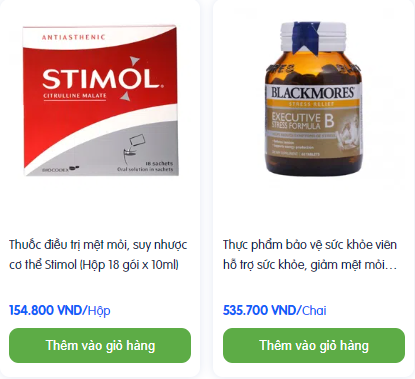 ANTIASTHENIC
STIMOL®
CITRULLINE MALATE
BIOCODEX
18 sachets
Oral solution in sachets
BLACKMORES®
STRESS RELIEF
EXECUTIVE B
STRESS FORMULA
Thuốc điều trị mệt mỏi, suy nhược
cơ thể Stimol (Hộp 18 gói x 10ml)
154.800 VND/Hộp
Thêm vào giỏ hàng
Thực phẩm bảo vệ sức khỏe viên
hỗ trợ sức khỏe, giảm mệt mỏi...
535.700 VND/Chai
Thêm vào giỏ hàng